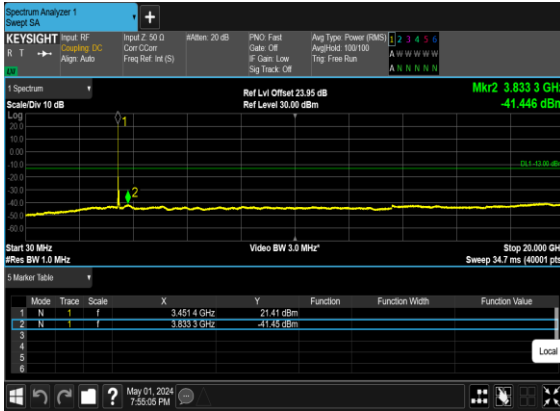 Spectrum Analyzer 1
Swept SA
+
KEYSIGHT Input: RF Input Z: 50 Ω #Atten: 20 dB PNO: Fast Avg Type: Power (RMS) 1 2 3 4 5 6
R T Coupling: DC Corr CCorr Gate: Off Avg|Hold: 100/100 A W W W W W
Align: Auto Freq Ref: Int (S) IF Gain: Low Trig: Free Run
Sig Track: Off A N N N N N
1 Spectrum
Ref Lvl Offset 23.95 dB Mkr2 3.833 3 GHz
Scale/Div 10 dB Ref Level 30.00 dBm -41.446 dBm
Log
20.0
10.0
0.00
-10.0
-20.0
-30.0
-40.0
-50.0
-60.0
1
2
DL1 -13.00 dBm
Start 30 MHz Video BW 3.0 MHz* Stop 20.000 GH
#Res BW 1.0 MHz Sweep 34.7 ms (40001 pts
5 Marker Table
Mode Trace Scale X Y Function Function Width Function Value
1 N 1 f 3.451 4 GHz 21.41 dBm
2 N 1 f 3.833 3 GHz -41.45 dBm
3
4
5
6
Local
? May 01, 2024
7:55:05 PM